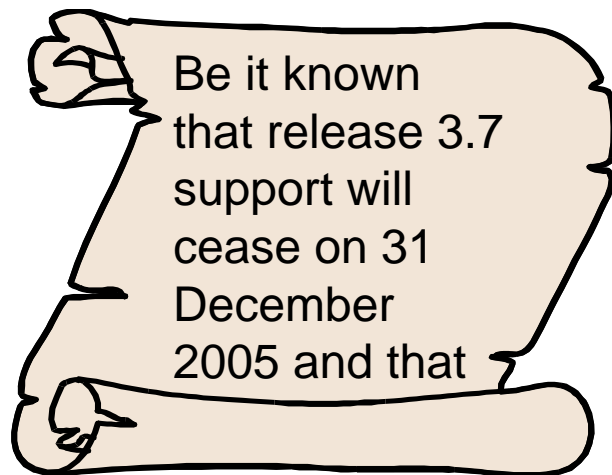 Be it known
that release 3.7
support will
cease on 31
December
2005 and that